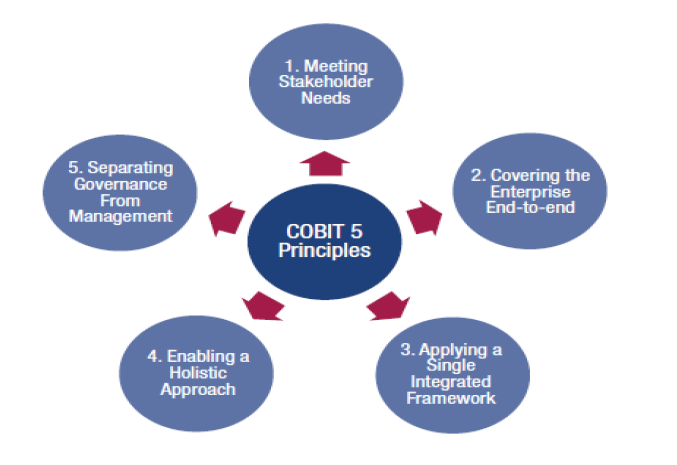 1. Meeting
Stakeholder
Needs
2. Covering the
Enterprise
End-to-end
3. Applying a
Single
Integrated
Framework
4. Enabling a
Holistic
Approach
5. Separating
Governance
From
Management
COBIT 5
Principles